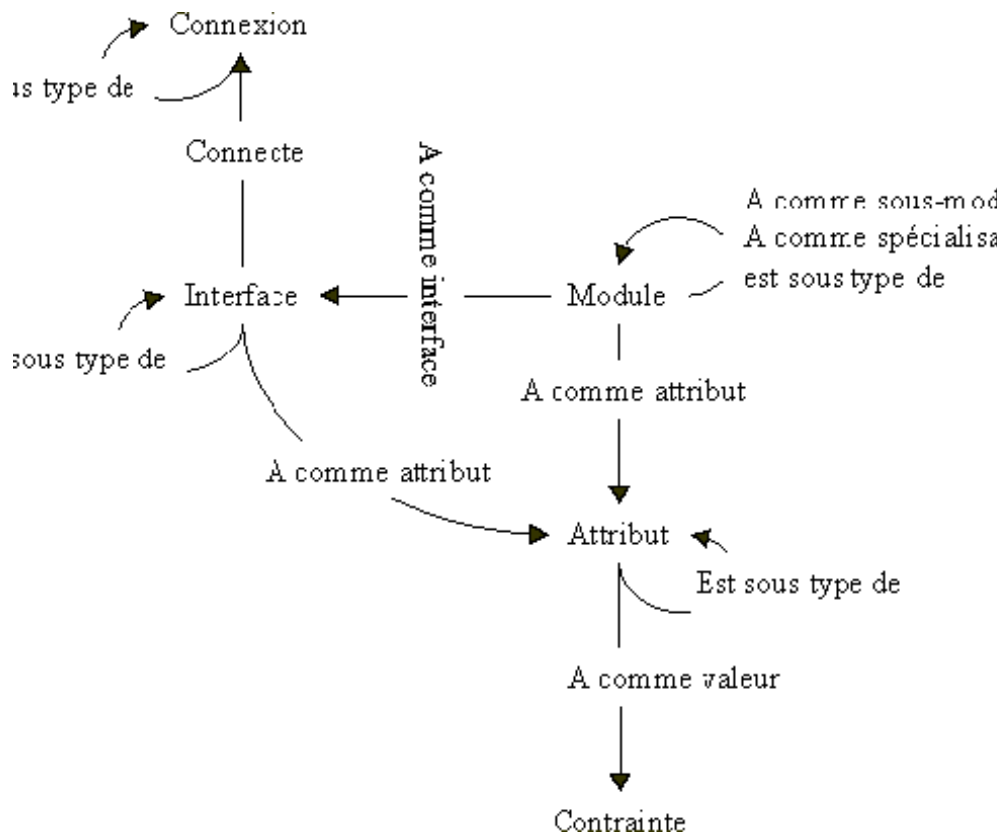 Connexion
us type de
Connecte
A comme interface
A comme sous-mod
A comme spécialisa
est sous type de
Interface
Module
sous type de
A comme attribut
A comme attribut
Attribut
Est sous type de
A comme valeur
Contrainte